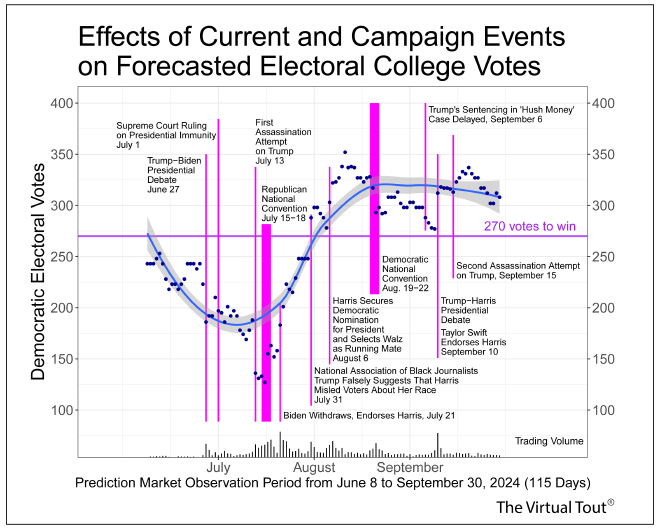 Effects of Current and Campaign Events
on Forecasted Electoral College Votes
Democratic Electoral Votes
400
350
300
250
200
150
100
400
350
300
250
200
150
100
Supreme Court Ruling
on Presidential Immunity
July 1
Trump−Biden
Presidential
Debate
June 27
First
Assassination
Attempt
on Trump
July 13
Republican
National
Convention
July 15−18
Trump's Sentencing in 'Hush Money'
Case Delayed, September 6
270 votes to win
Democratic
National
Convention
Aug. 19−22
Second Assassination Attempt
on Trump, September 15
Harris Secures
Democratic
Nomination
for President
and Selects Walz
as Running Mate
August 6
Trump−Harris
Presidential
Debate
Taylor Swift
Endorses Harris
September 10
National Association of Black Journalists
Trump Falsely Suggests That Harris
Misled Voters About Her Race
July 31
Biden Withdraws, Endorses Harris, July 21
Trading Volume
July
August
September
Prediction Market Observation Period from June 8 to September 30, 2024 (115 Days)
The Virtual Tout®